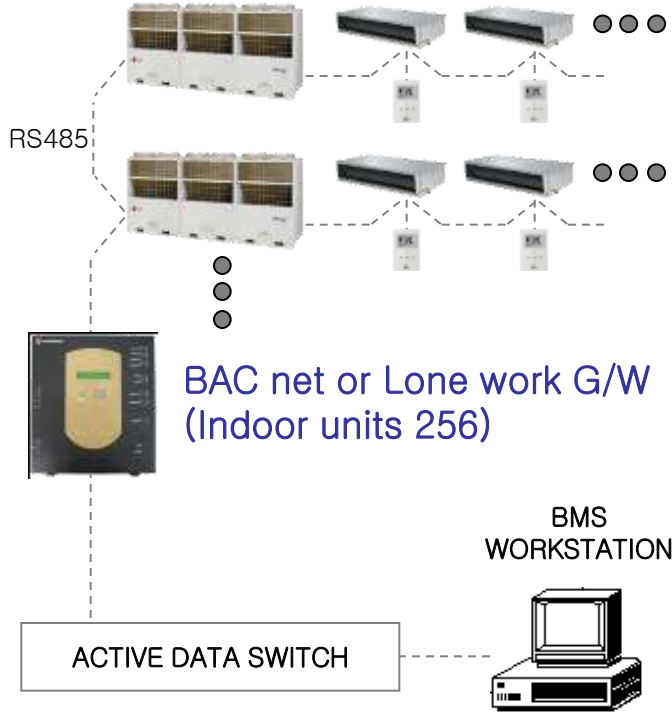 RS485
BAC net or Lone work G/W
(Indoor units 256)
BMS
WORKSTATION
ACTIVE DATA SWITCH